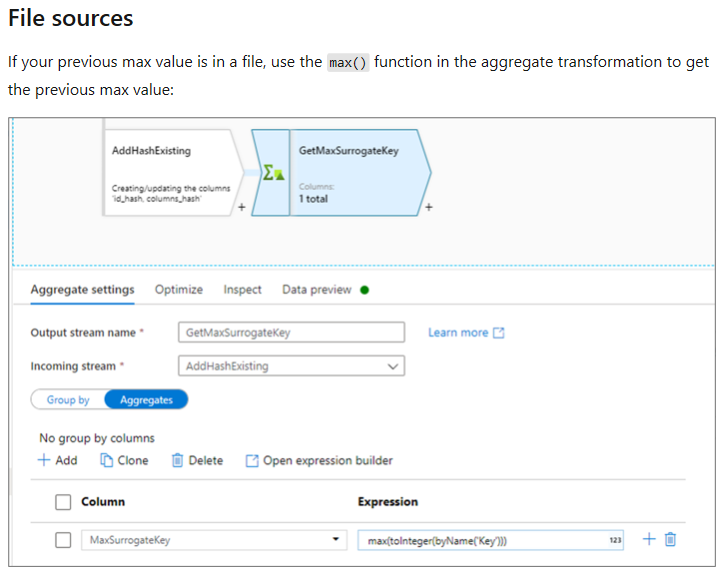 File sources
If your previous max value is in a file, use the max() function in the aggregate transformation to get
the previous max value:
AddHashExisting
Creating/updating the columns
'id_hash, columns_hash'
+
GetMaxSurrogateKey
Columns:
1 total
+
Aggregate settings Optimize Inspect Data preview
Output stream name * GetMaxSurrogateKey Learn more
Incoming stream * AddHashExisting
Group by Aggregates
No group by columns
+ Add Clone Delete Open expression builder
Column Expression
MaxSurrogateKey max(toInteger(byName('Key'))) 123 +